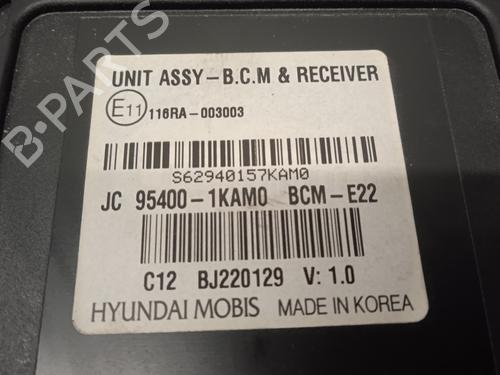 B-PARTS
UNIT ASSY-B.C.M & RECEIVER
E11 116RA-003003
S62940157KAM0
JC 95400-1KAM0 BCM-E22
C12 BJ220129 V: 1.0
HYUNDAI MOBIS MADE IN KOREA